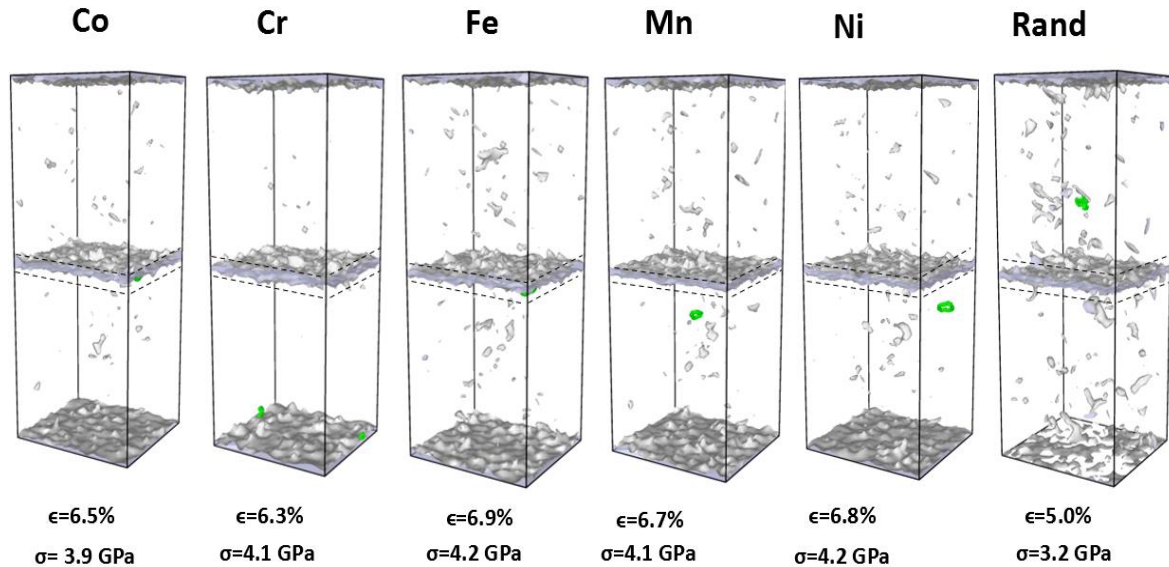 Co Cr Fe Mn Ni Rand
ϵ=6.5% ϵ=6.3% ϵ=6.9% ϵ=6.7% ϵ=6.8% ϵ=5.0%
σ= 3.9 GPa σ=4.1 GPa σ=4.2 GPa σ=4.1 GPa σ=4.2 GPa σ=3.2 GPa